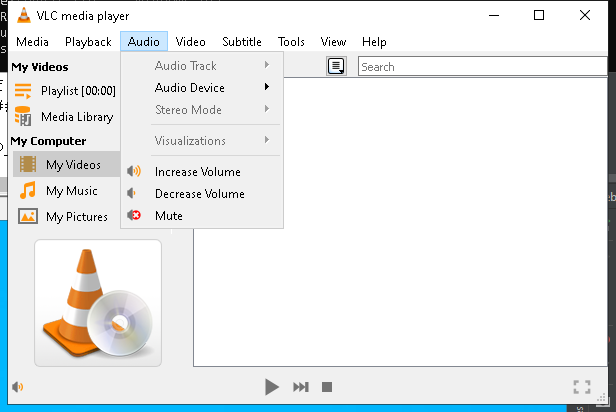 VLC media player
Media Playback Audio Video Subtitle Tools View Help
My Videos
Playlist [00:00]
Media Library
My Computer
My Videos
My Music
My Pictures
Audio Track
Audio Device
Stereo Mode
Visualizations
Increase Volume
Decrease Volume
Mute
Search